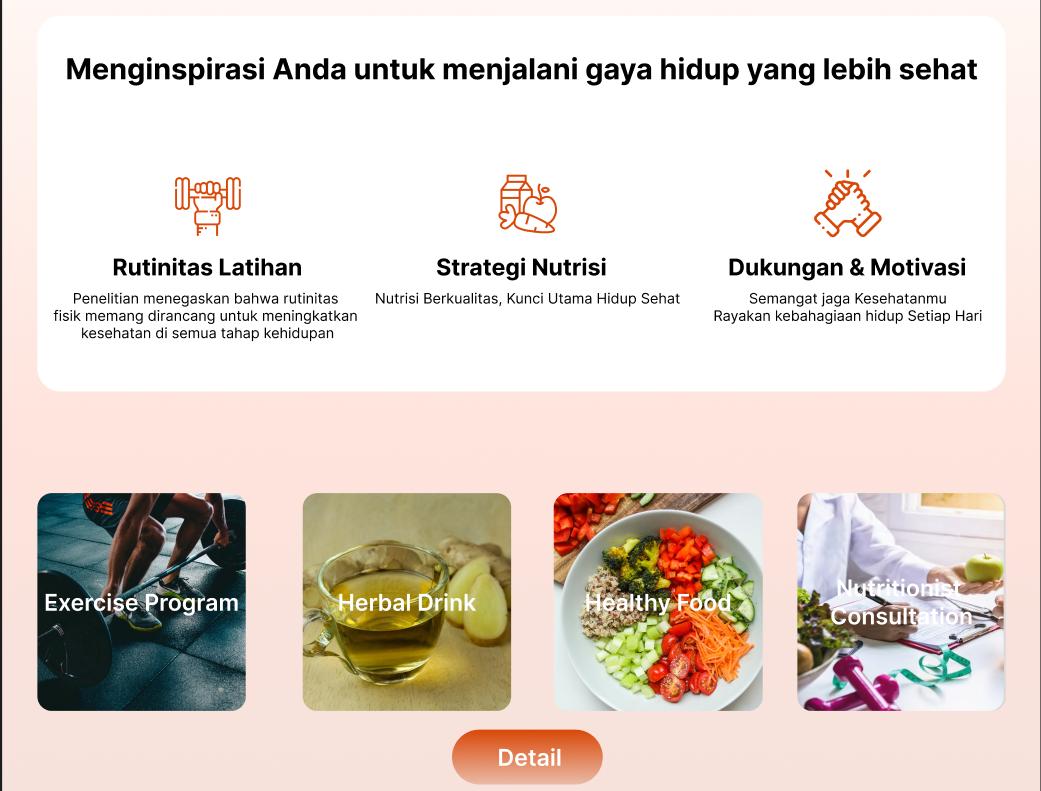 Menginspirasi Anda untuk menjalani gaya hidup yang lebih sehat
Rutinitas Latihan
Penelitian menegaskan bahwa rutinitas
fisik memang dirancang untuk meningkatkan
kesehatan di semua tahap kehidupan
Strategi Nutrisi
Nutrisi Berkualitas, Kunci Utama Hidup Sehat
Dukungan & Motivasi
Semangat jaga Kesehatanmu
Rayakan kebahagiaan hidup Setiap Hari
Exercise Program
Herbal Drink
Healthy Food
Nutritionist
Consultation
Detail